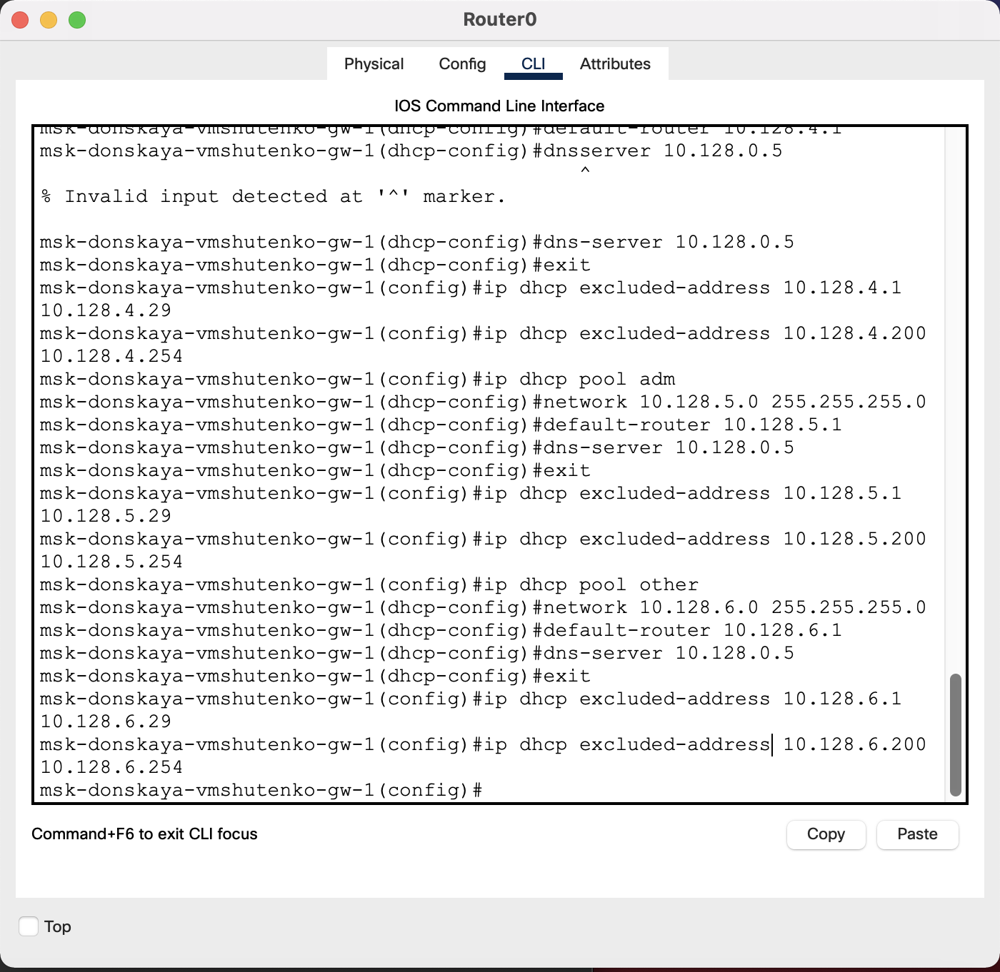 Router0
Physical Config CLI Attributes
IOS Command Line Interface
msk-donskaya-vmshutenko-gw-1(dhcp-config)#default-router 10.128.4.1
msk-donskaya-vmshutenko-gw-1(dhcp-config)#dnsserver 10.128.0.5
^
% Invalid input detected at '^' marker.
msk-donskaya-vmshutenko-gw-1(dhcp-config)#dns-server 10.128.0.5
msk-donskaya-vmshutenko-gw-1(dhcp-config)#exit
msk-donskaya-vmshutenko-gw-1(config)#ip dhcp excluded-address 10.128.4.1
10.128.4.29
msk-donskaya-vmshutenko-gw-1(config)#ip dhcp excluded-address 10.128.4.200
10.128.4.254
msk-donskaya-vmshutenko-gw-1(config)#ip dhcp pool adm
msk-donskaya-vmshutenko-gw-1(dhcp-config)#network 10.128.5.0 255.255.255.0
msk-donskaya-vmshutenko-gw-1(dhcp-config)#default-router 10.128.5.1
msk-donskaya-vmshutenko-gw-1(dhcp-config)#dns-server 10.128.0.5
msk-donskaya-vmshutenko-gw-1(dhcp-config)#exit
msk-donskaya-vmshutenko-gw-1(config)#ip dhcp excluded-address 10.128.5.1
10.128.5.29
msk-donskaya-vmshutenko-gw-1(config)#ip dhcp excluded-address 10.128.5.200
10.128.5.254
msk-donskaya-vmshutenko-gw-1(config)#ip dhcp pool other
msk-donskaya-vmshutenko-gw-1(dhcp-config)#network 10.128.6.0 255.255.255.0
msk-donskaya-vmshutenko-gw-1(dhcp-config)#default-router 10.128.6.1
msk-donskaya-vmshutenko-gw-1(dhcp-config)#dns-server 10.128.0.5
msk-donskaya-vmshutenko-gw-1(dhcp-config)#exit
msk-donskaya-vmshutenko-gw-1(config)#ip dhcp excluded-address 10.128.6.1
10.128.6.29
msk-donskaya-vmshutenko-gw-1(config)#ip dhcp excluded-address 10.128.6.200
10.128.6.254
msk-donskaya-vmshutenko-gw-1(config)#
Command+F6 to exit CLI focus
Copy Paste
Top